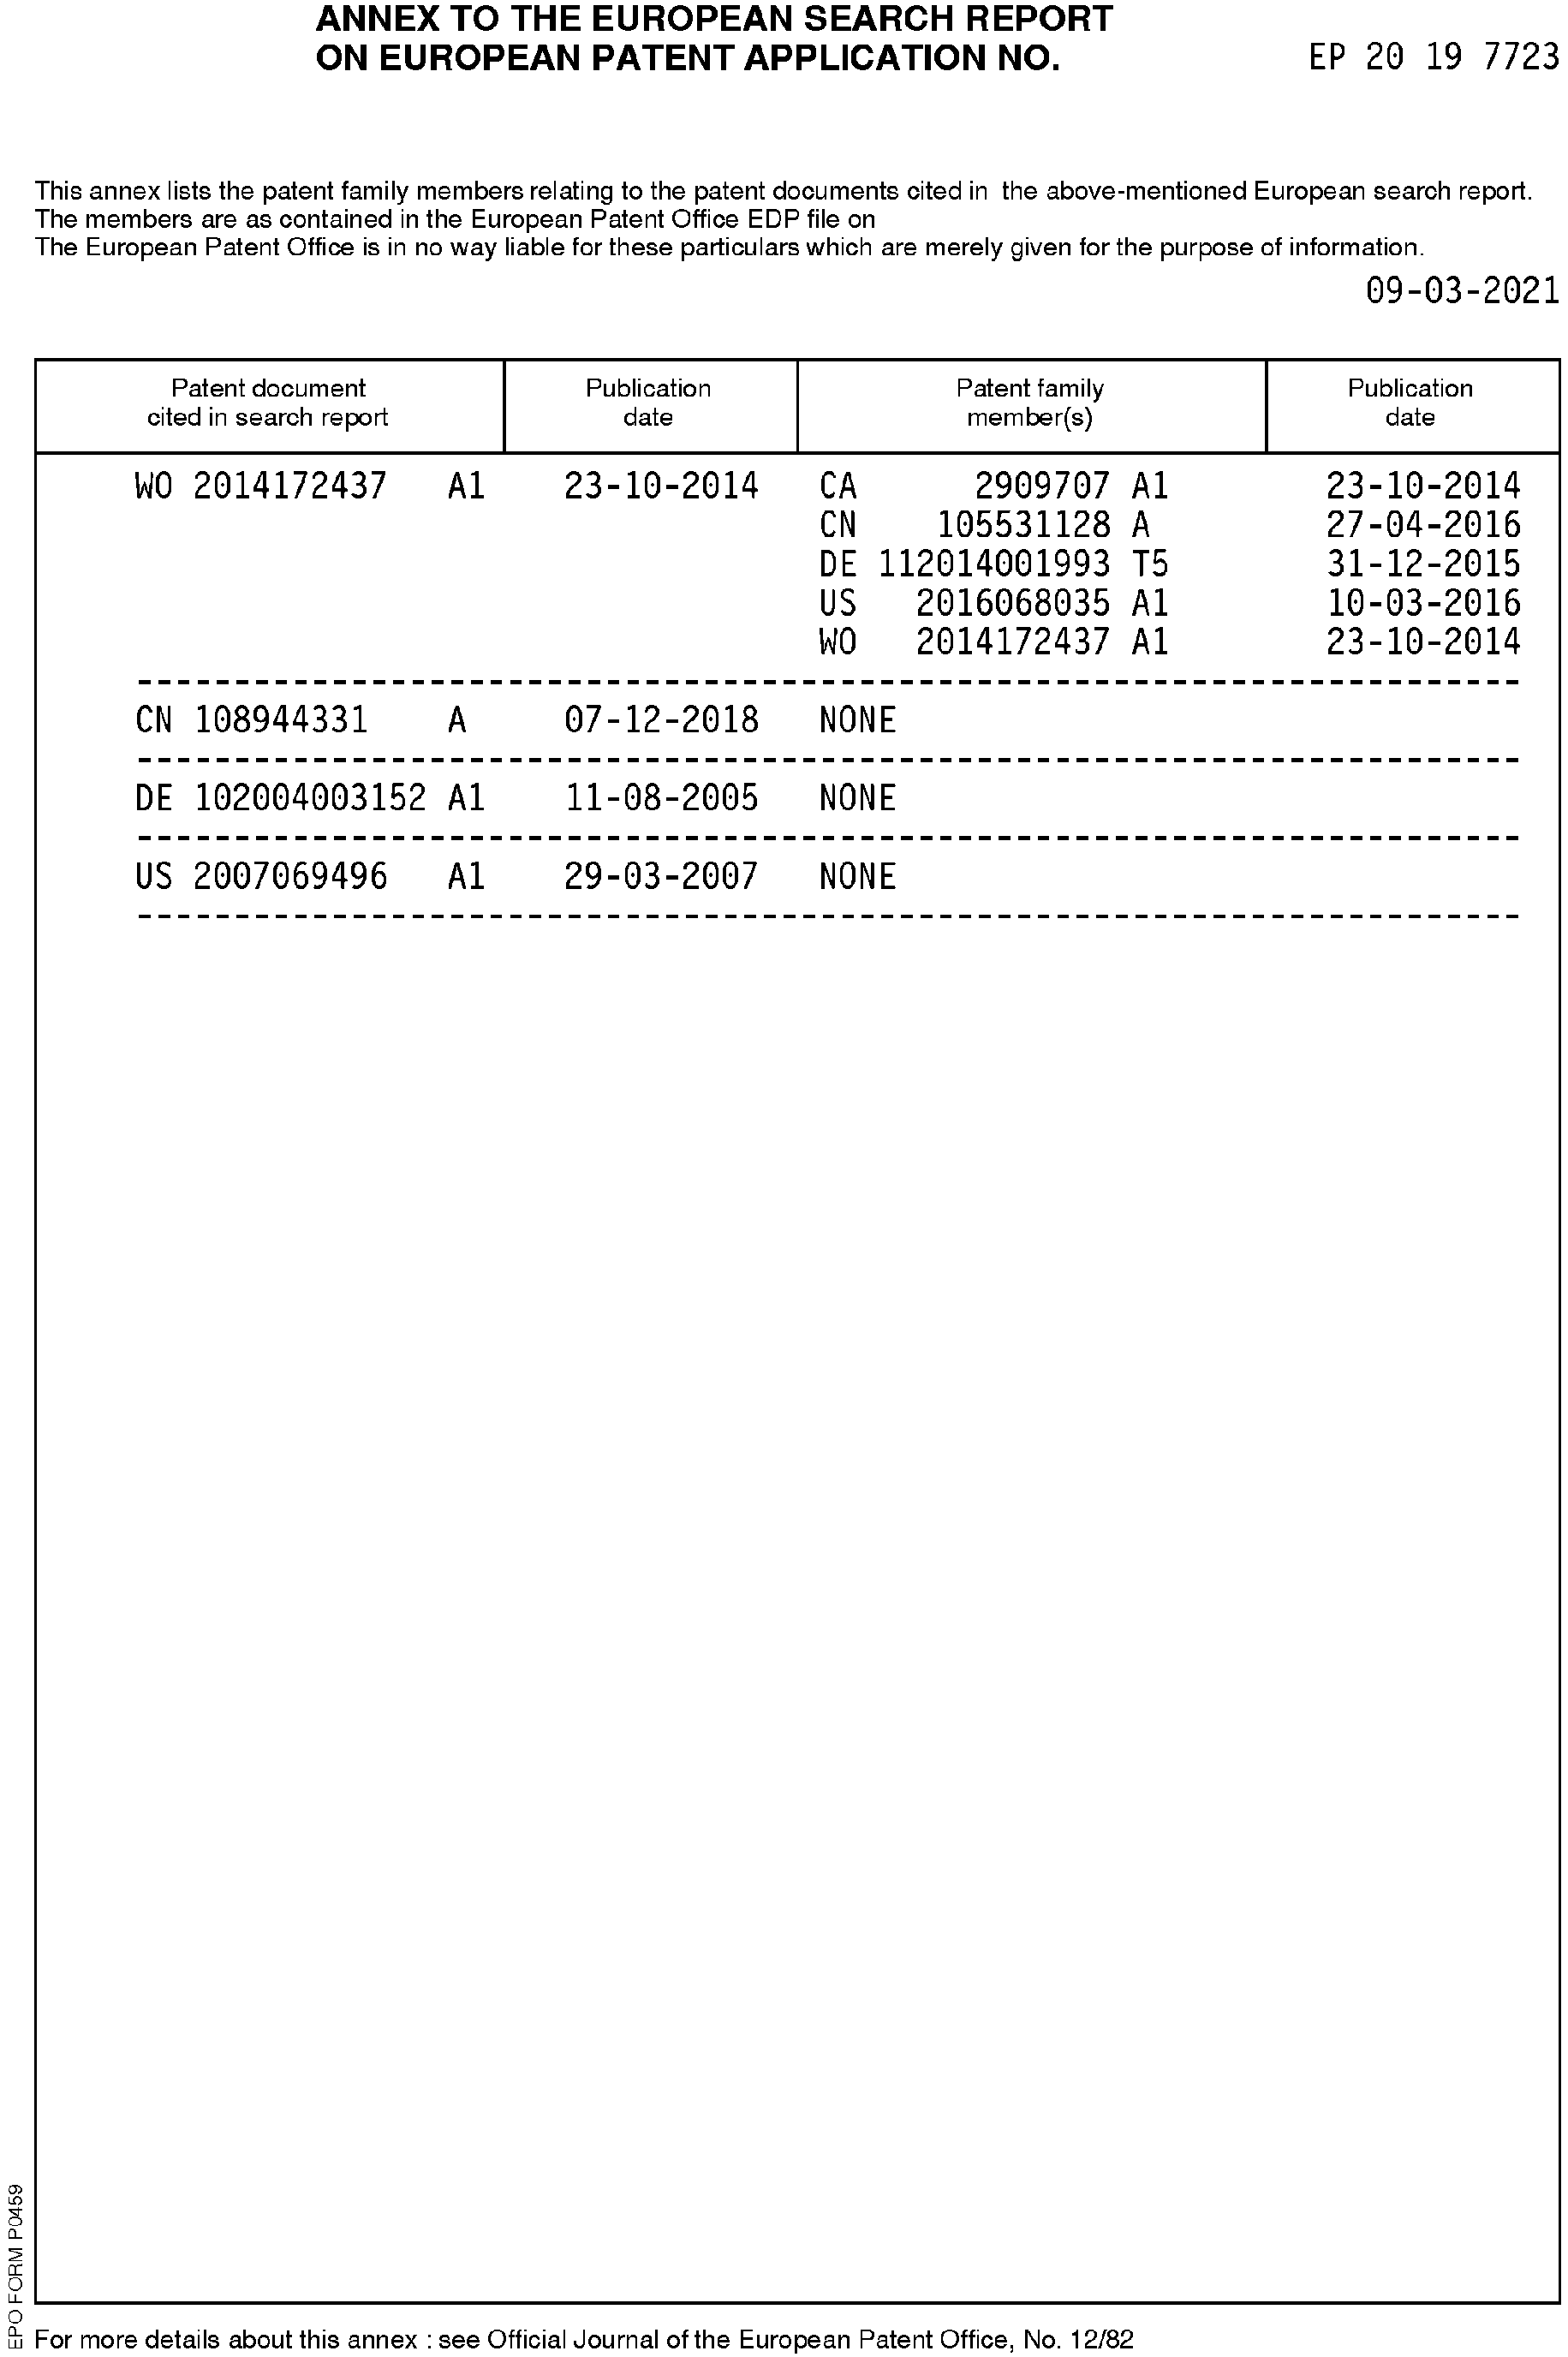 ANNEX TO THE EUROPEAN SEARCH REPORT
ON EUROPEAN PATENT APPLICATION NO. EP 20 19 7723
This annex lists the patent family members relating to the patent documents cited in the above-mentioned European search report.
The members are as contained in the European Patent Office EDP file on
The European Patent Office is in no way liable for these particulars which are merely given for the purpose of information.
09-03-2021
Patent document cited in search report | Publication date | Patent family member(s) | Publication date
WO 2014172437 A1 23-10-2014 CA 2909707 A1 23-10-2014
CN 105531128 A 27-04-2016
DE 112014001993 T5 31-12-2015
US 2016068035 A1 10-03-2016
WO 2014172437 A1 23-10-2014
CN 108944331 A 07-12-2018 NONE
DE 102004003152 A1 11-08-2005 NONE
US 2007069496 A1 29-03-2007 NONE
EPO FORM P0459
For more details about this annex : see Official Journal of the European Patent Office, No. 12/82